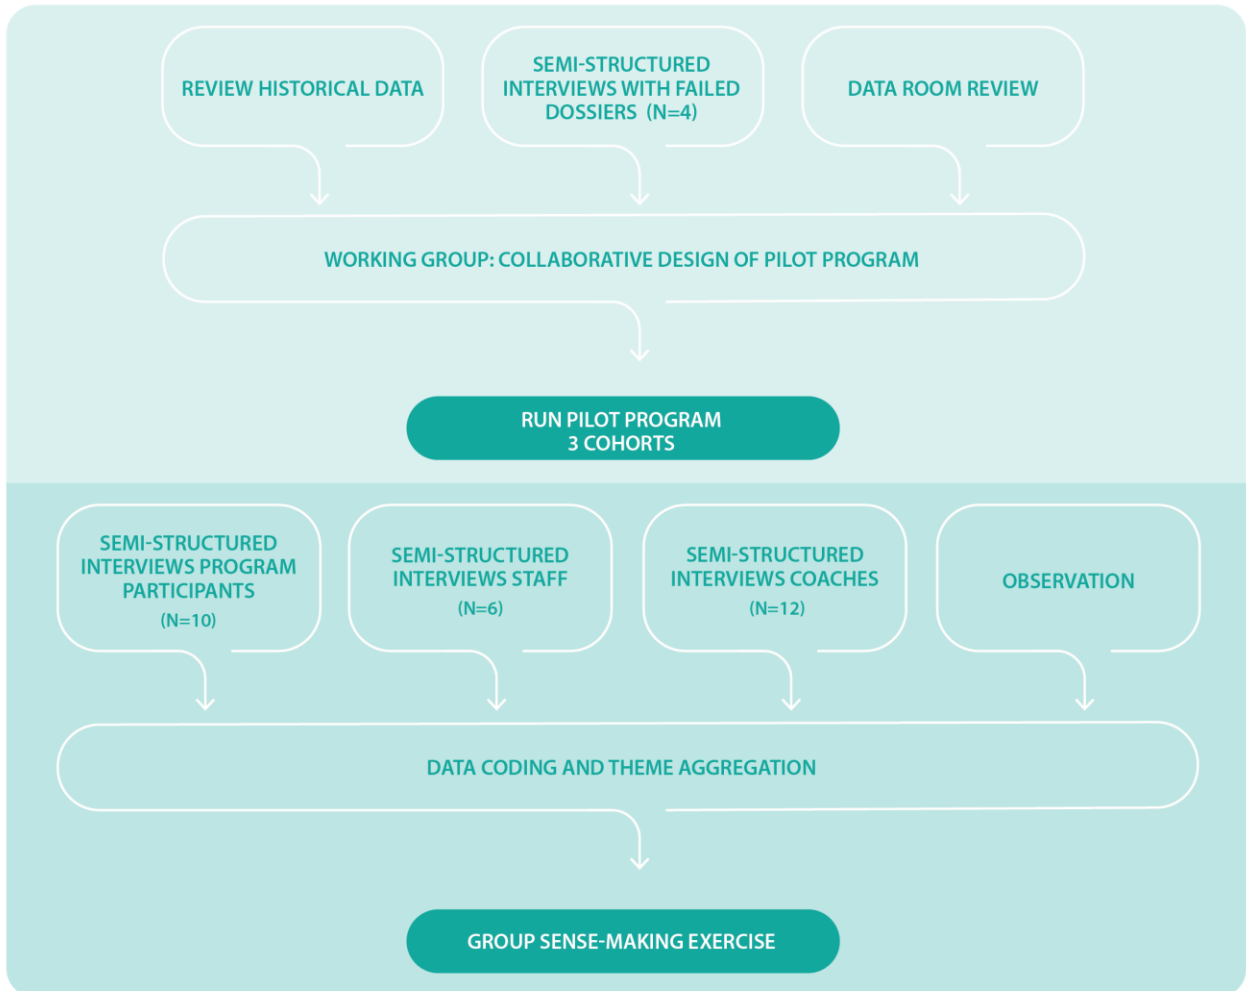 REVIEW HISTORICAL DATA
SEMI-STRUCTURED
INTERVIEWS WITH FAILED
DOSSIERS (N=4)
DATA ROOM REVIEW
WORKING GROUP: COLLABORATIVE DESIGN OF PILOT PROGRAM
RUN PILOT PROGRAM
3 COHORTS
SEMI-STRUCTURED
INTERVIEWS PROGRAM
PARTICIPANTS
(N=10)
SEMI-STRUCTURED
INTERVIEWS STAFF
(N=6)
SEMI-STRUCTURED
INTERVIEWS COACHES
(N=12)
OBSERVATION
DATA CODING AND THEME AGGREGATION
GROUP SENSE-MAKING EXERCISE